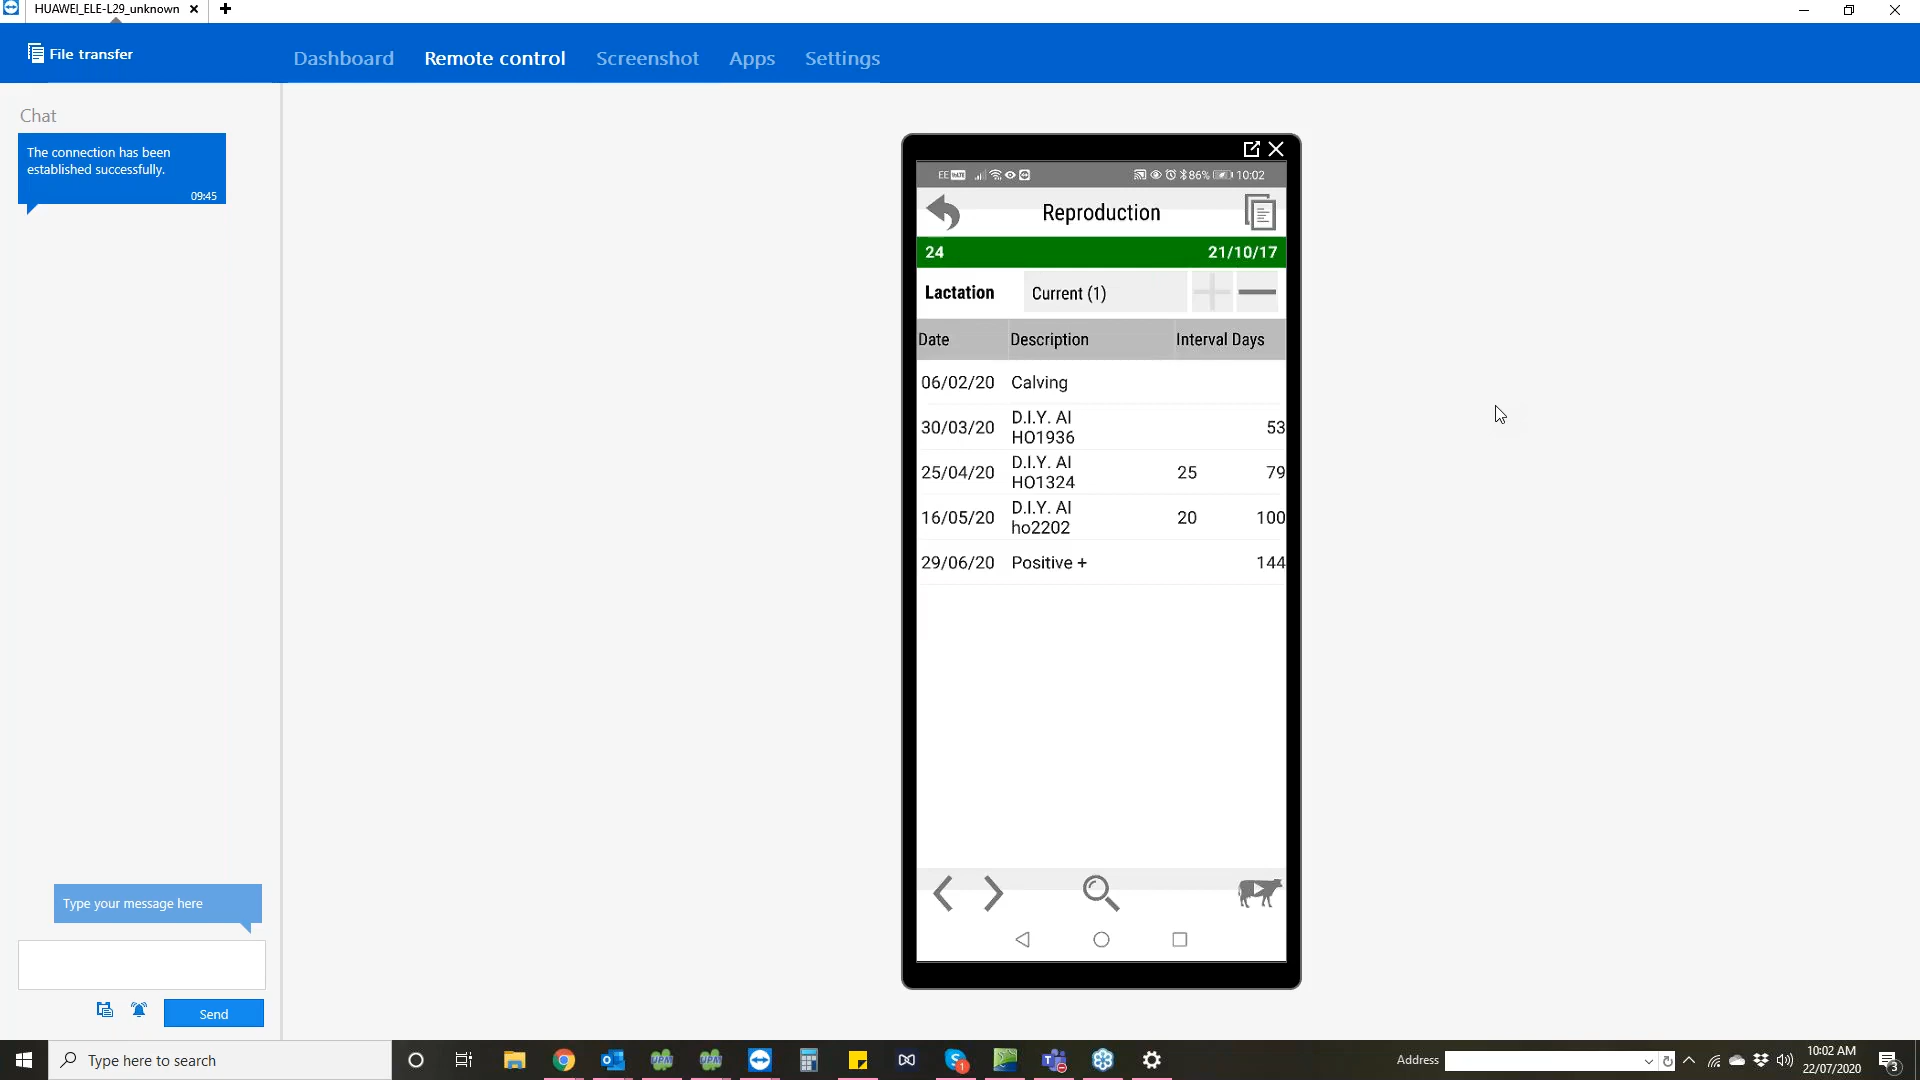 HUAWEI_ELE-L29_unknown
File transfer
Dashboard
Remote control
Screenshot
Apps
Settings
Chat
The connection has been
established successfully.
09:45
EE
86%
10:02
Reproduction
24
21/10/17
Lactation
Current (1)
Date Description Interval Days
06/02/20 Calving
30/03/20 D.I.Y. AI
HO1936 53
25/04/20 D.I.Y. AI
HO1324 25 79
16/05/20 D.I.Y. AI
ho2202 20 100
29/06/20 Positive + 144
Type your message here
Send
Type here to search
Address
10:02 AM
22/07/2020
3